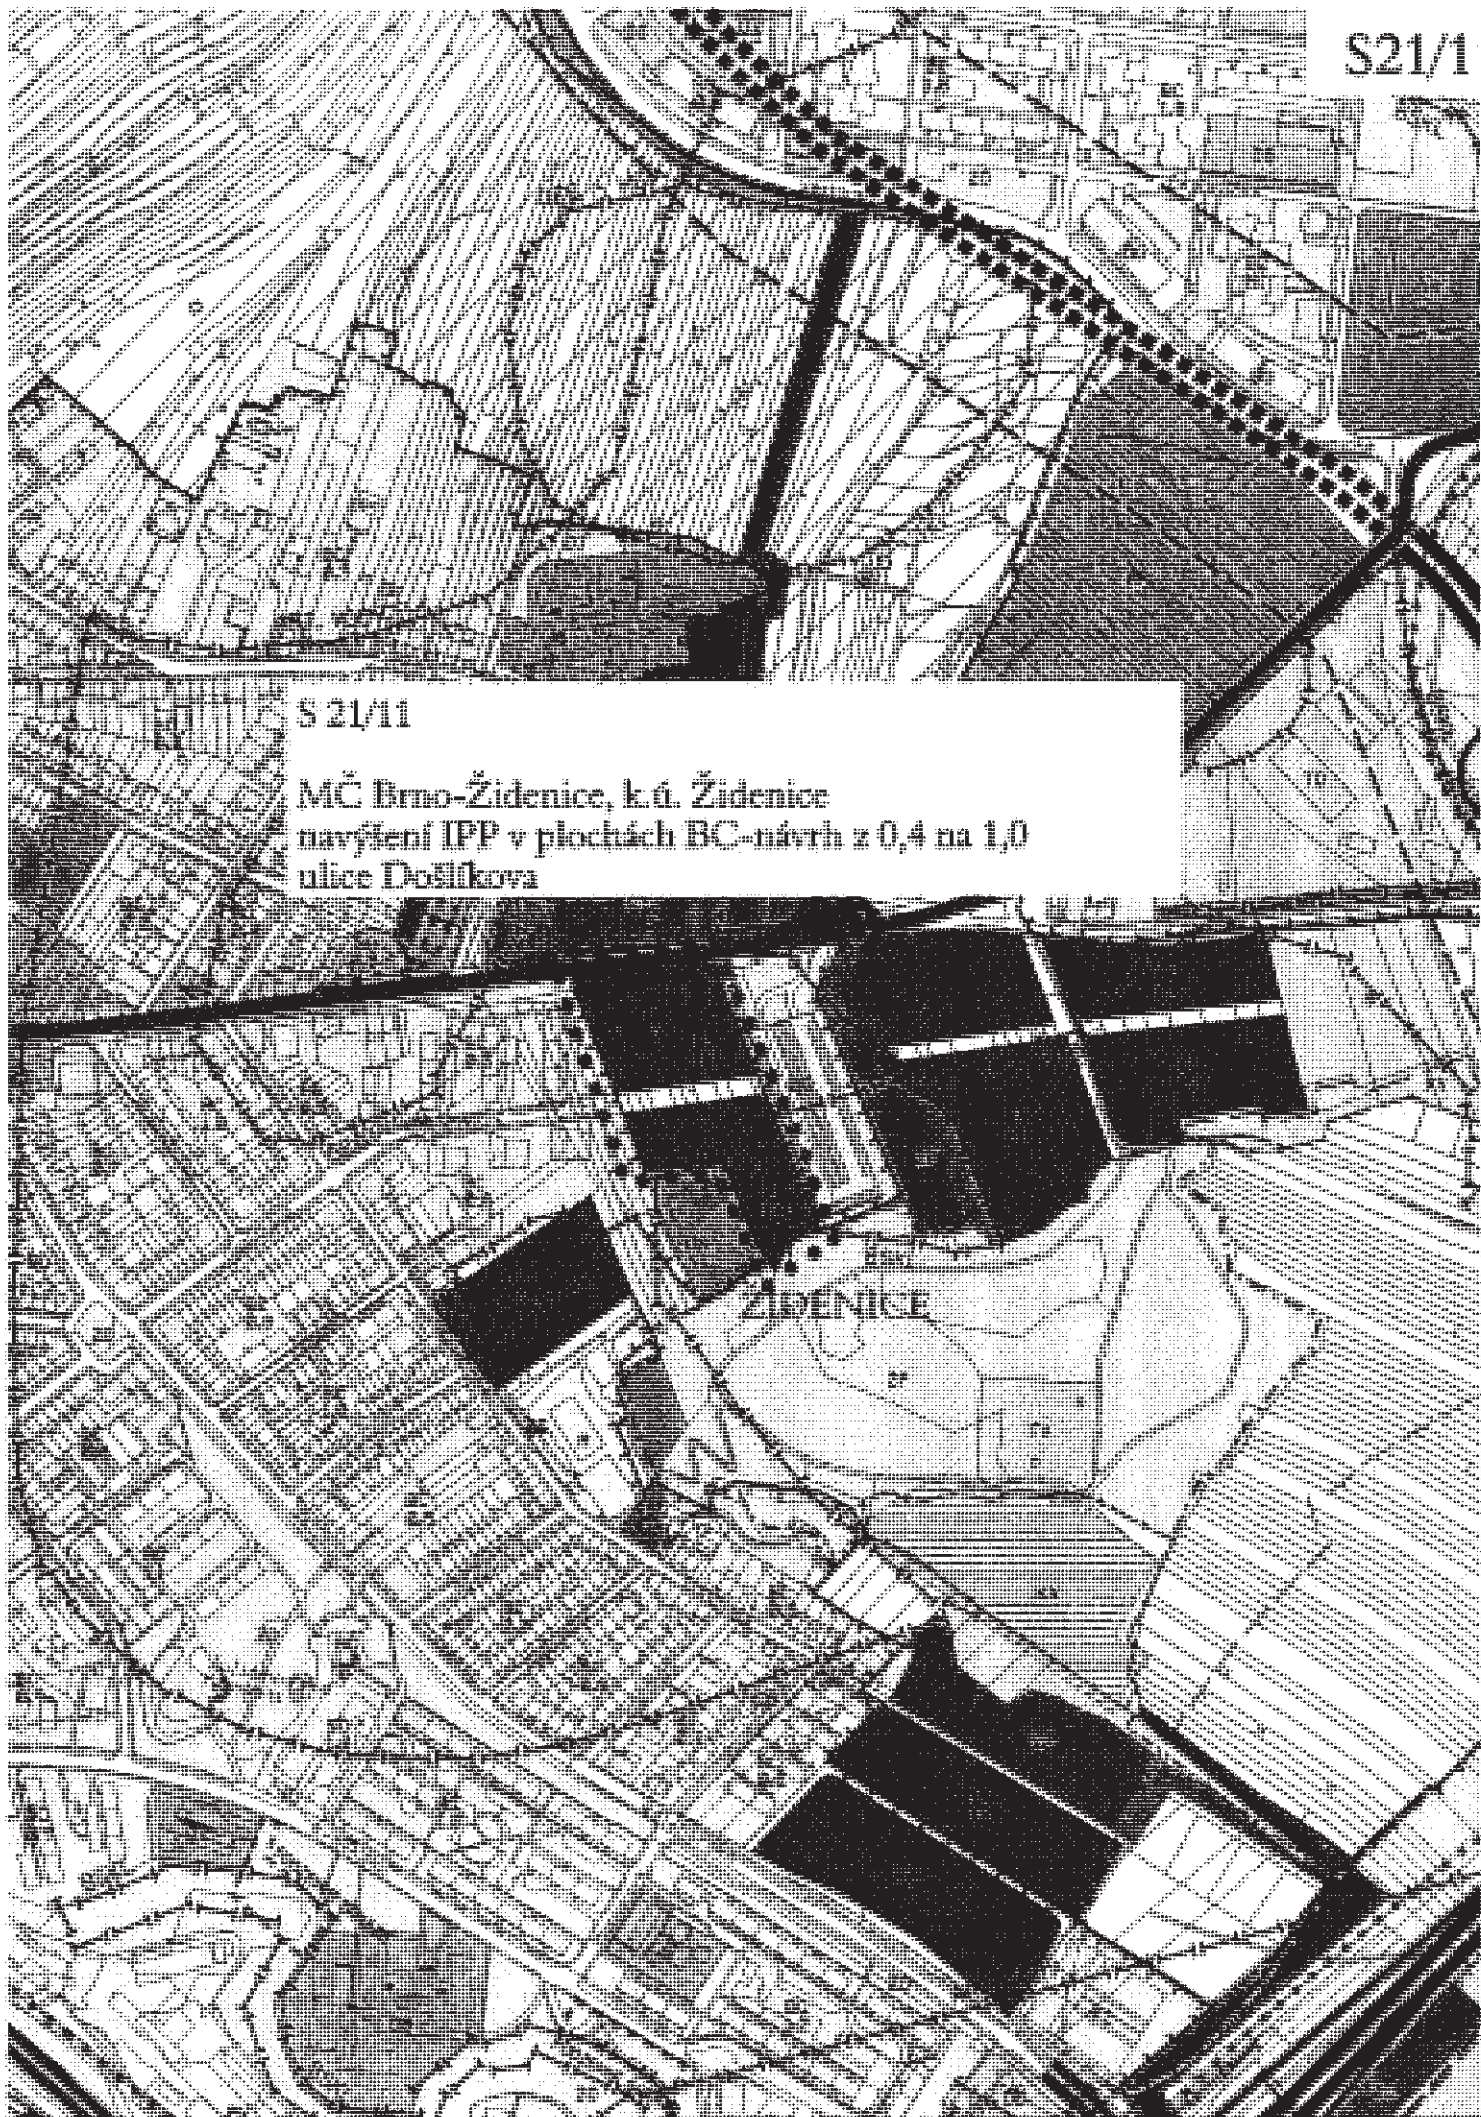 S21/1
S 21/11
MČ Brno-Židenice, k.ú. Židenice
navýšení IPP v plochách BC-návrh z 0,4 na 1,0
ulice Došlíkova
ŽIDENICE